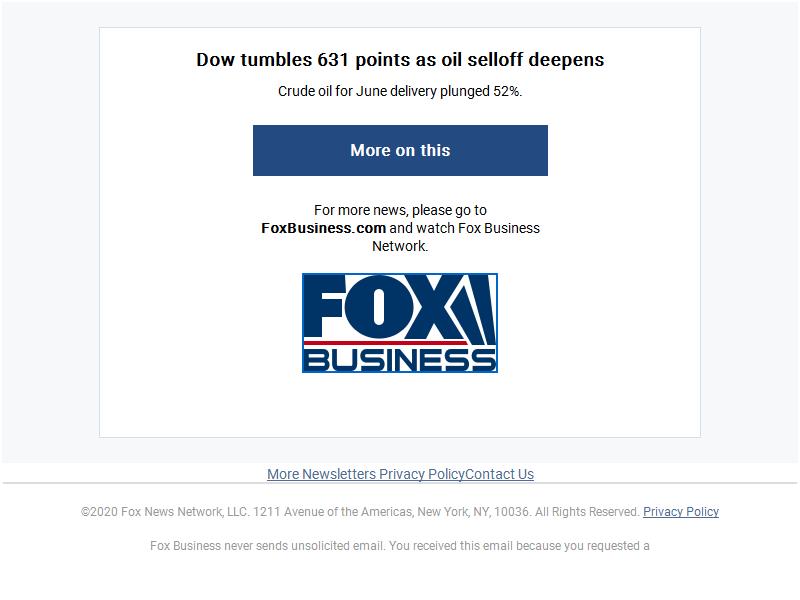 Dow tumbles 631 points as oil selloff deepens
Crude oil for June delivery plunged 52%.
More on this
For more news, please go to
FoxBusiness.com and watch Fox Business
Network.
FOX
BUSINESS
More Newsletters Privacy PolicyContact Us
©2020 Fox News Network, LLC. 1211 Avenue of the Americas, New York, NY, 10036. All Rights Reserved. Privacy Policy
Fox Business never sends unsolicited email. You received this email because you requested a